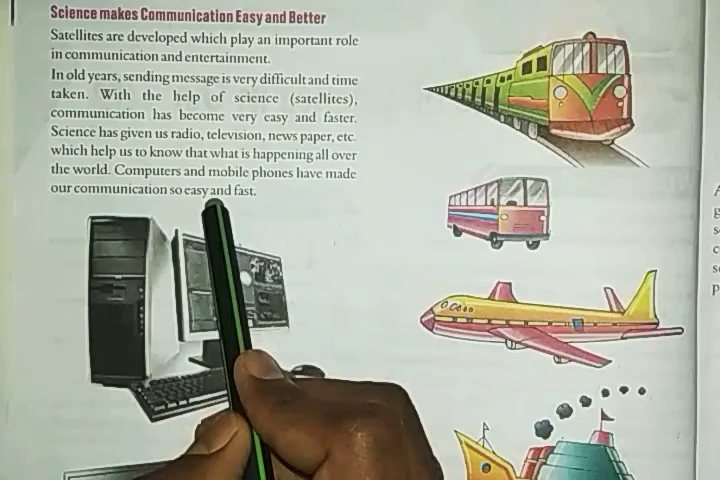 Science makes Communication Easy and Better
Satellites are developed which play an important role
in communication and entertainment.
In old years, sending message is very difficult and time
taken. With the help of science (satellites),
communication has become very easy and faster.
Science has given us radio, television, news paper, etc.
which help us to know that what is happening all over
the world. Computers and mobile phones have made
our communication so easy and fast.